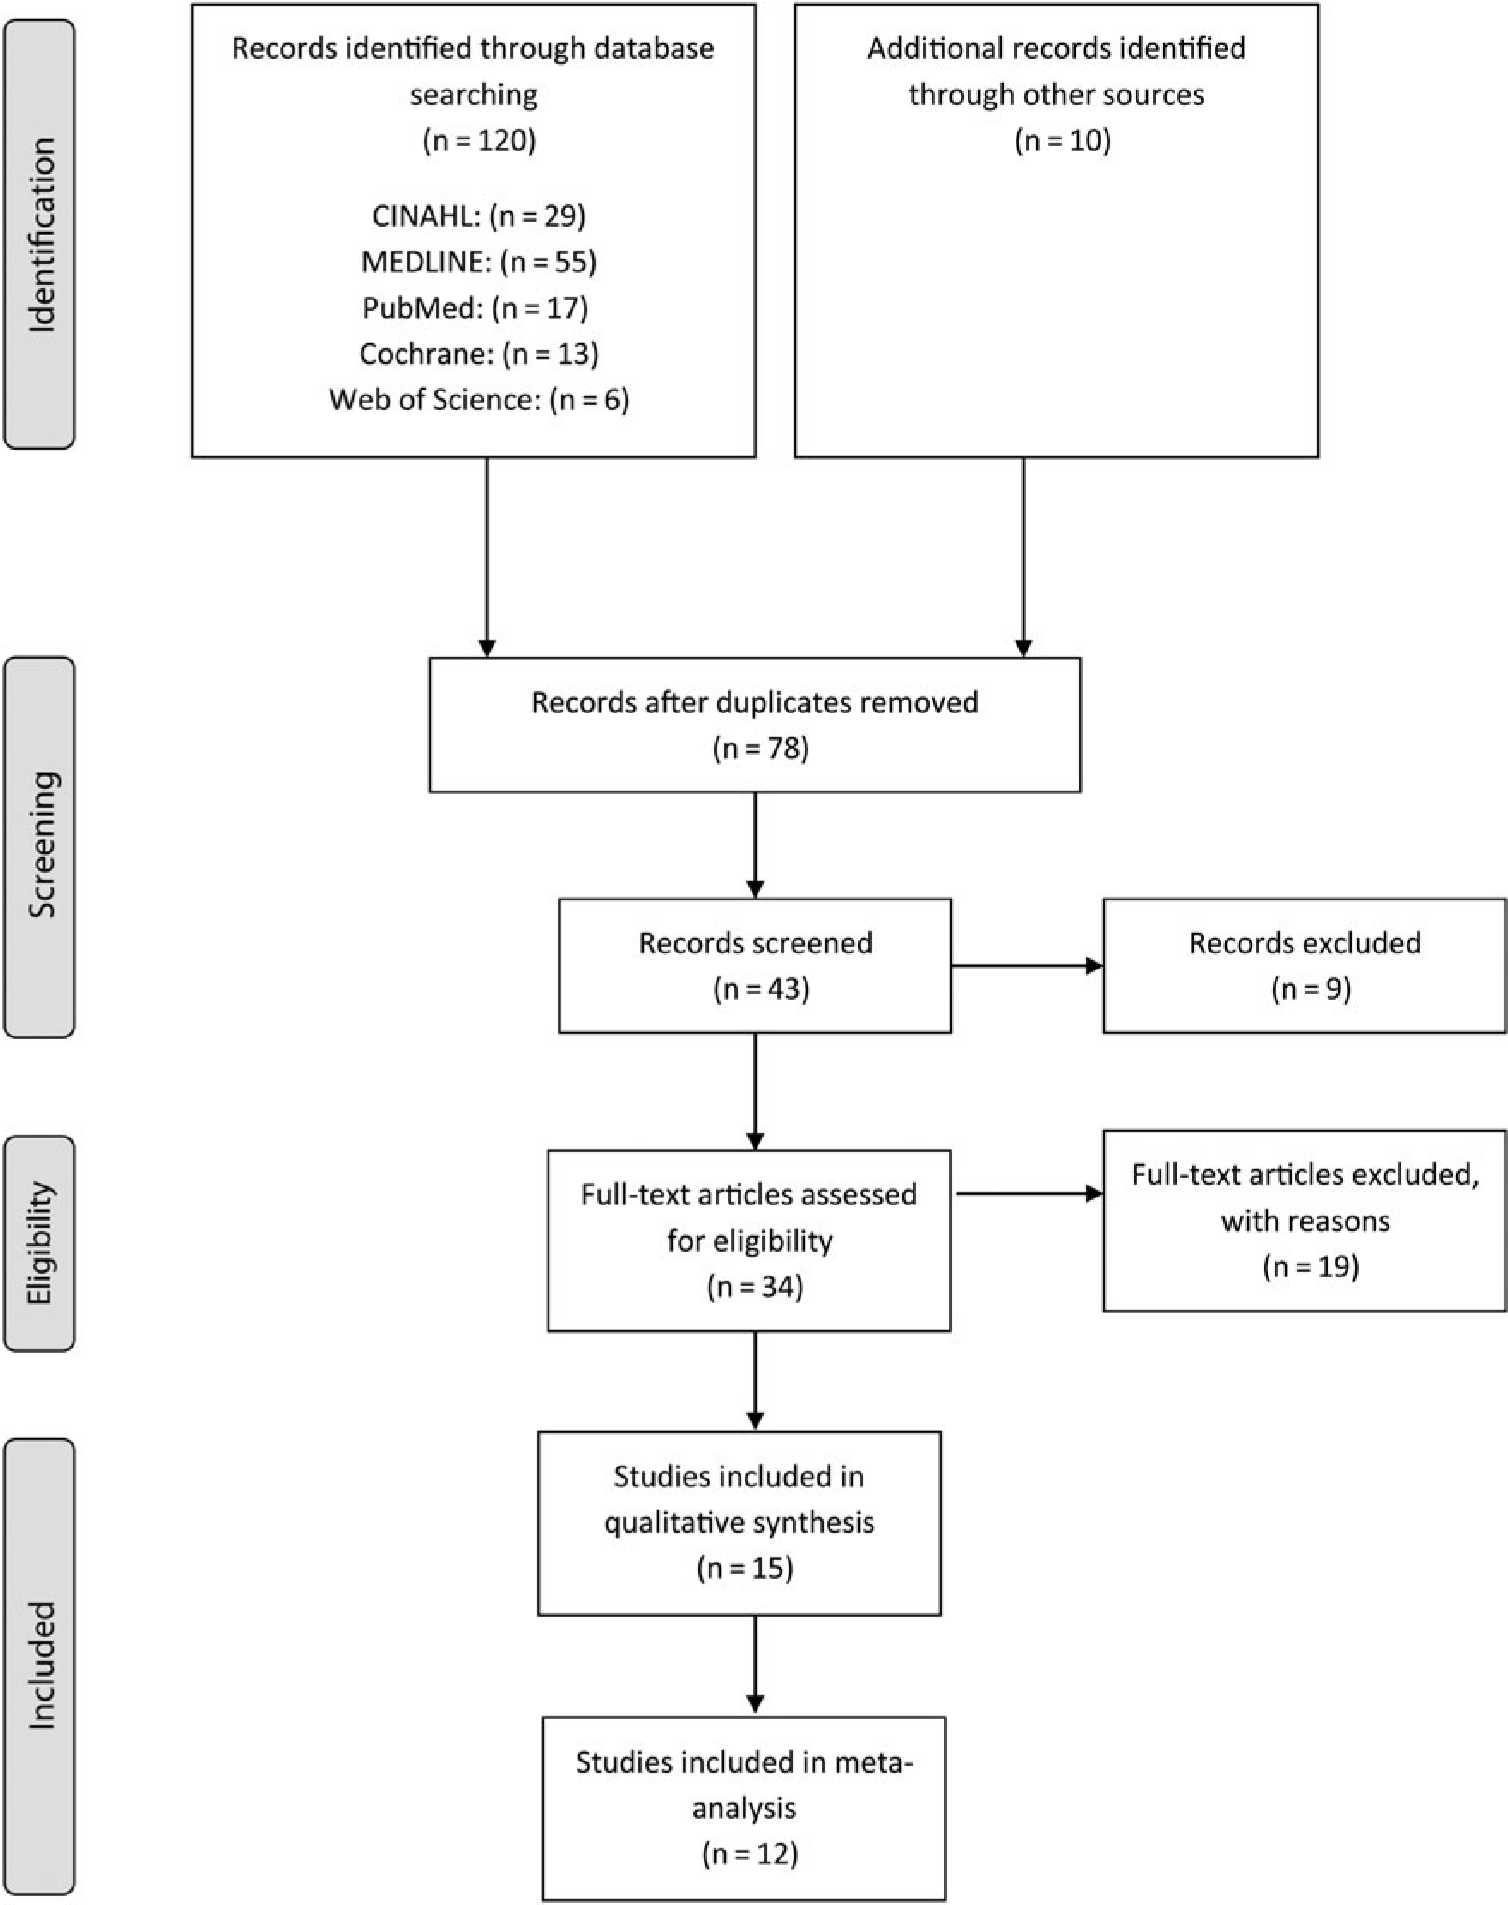 Identification
Records identified through database
searching
(n = 120)
CINAHL: (n = 29)
MEDLINE: (n = 55)
PubMed: (n = 17)
Cochrane: (n = 13)
Web of Science: (n = 6)
Additional records identified
through other sources
(n = 10)
Screening
Records after duplicates removed
(n = 78)
Records screened
(n = 43)
Records excluded
(n = 9)
Eligibility
Full-text articles assessed
for eligibility
(n = 34)
Full-text articles excluded,
with reasons
(n = 19)
Included
Studies included in
qualitative synthesis
(n = 15)
Studies included in meta-
analysis
(n = 12)